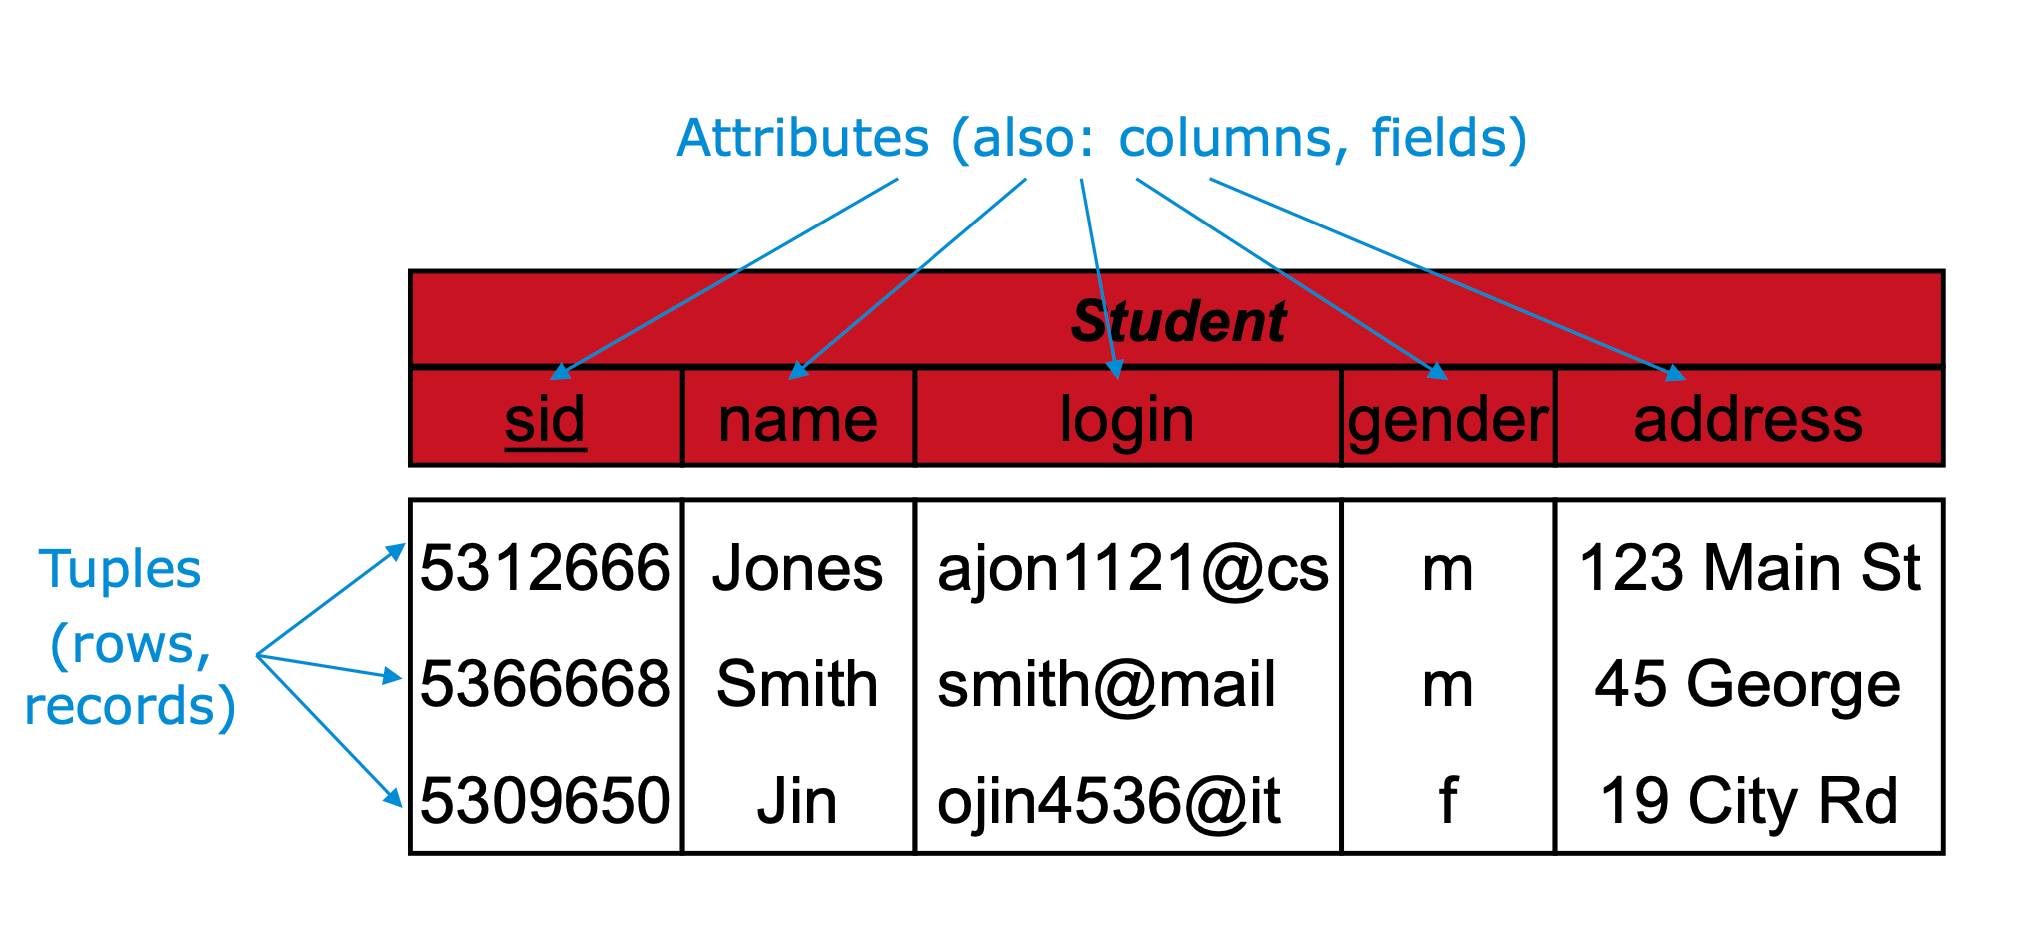 Attributes (also: columns, fields)
Student
sid name login gender address
Tuples
(rows,
records)
5312666 Jones ajon1121@cs m 123 Main St
5366668 Smith smith@mail m 45 George
5309650 Jin ojin4536@it f 19 City Rd